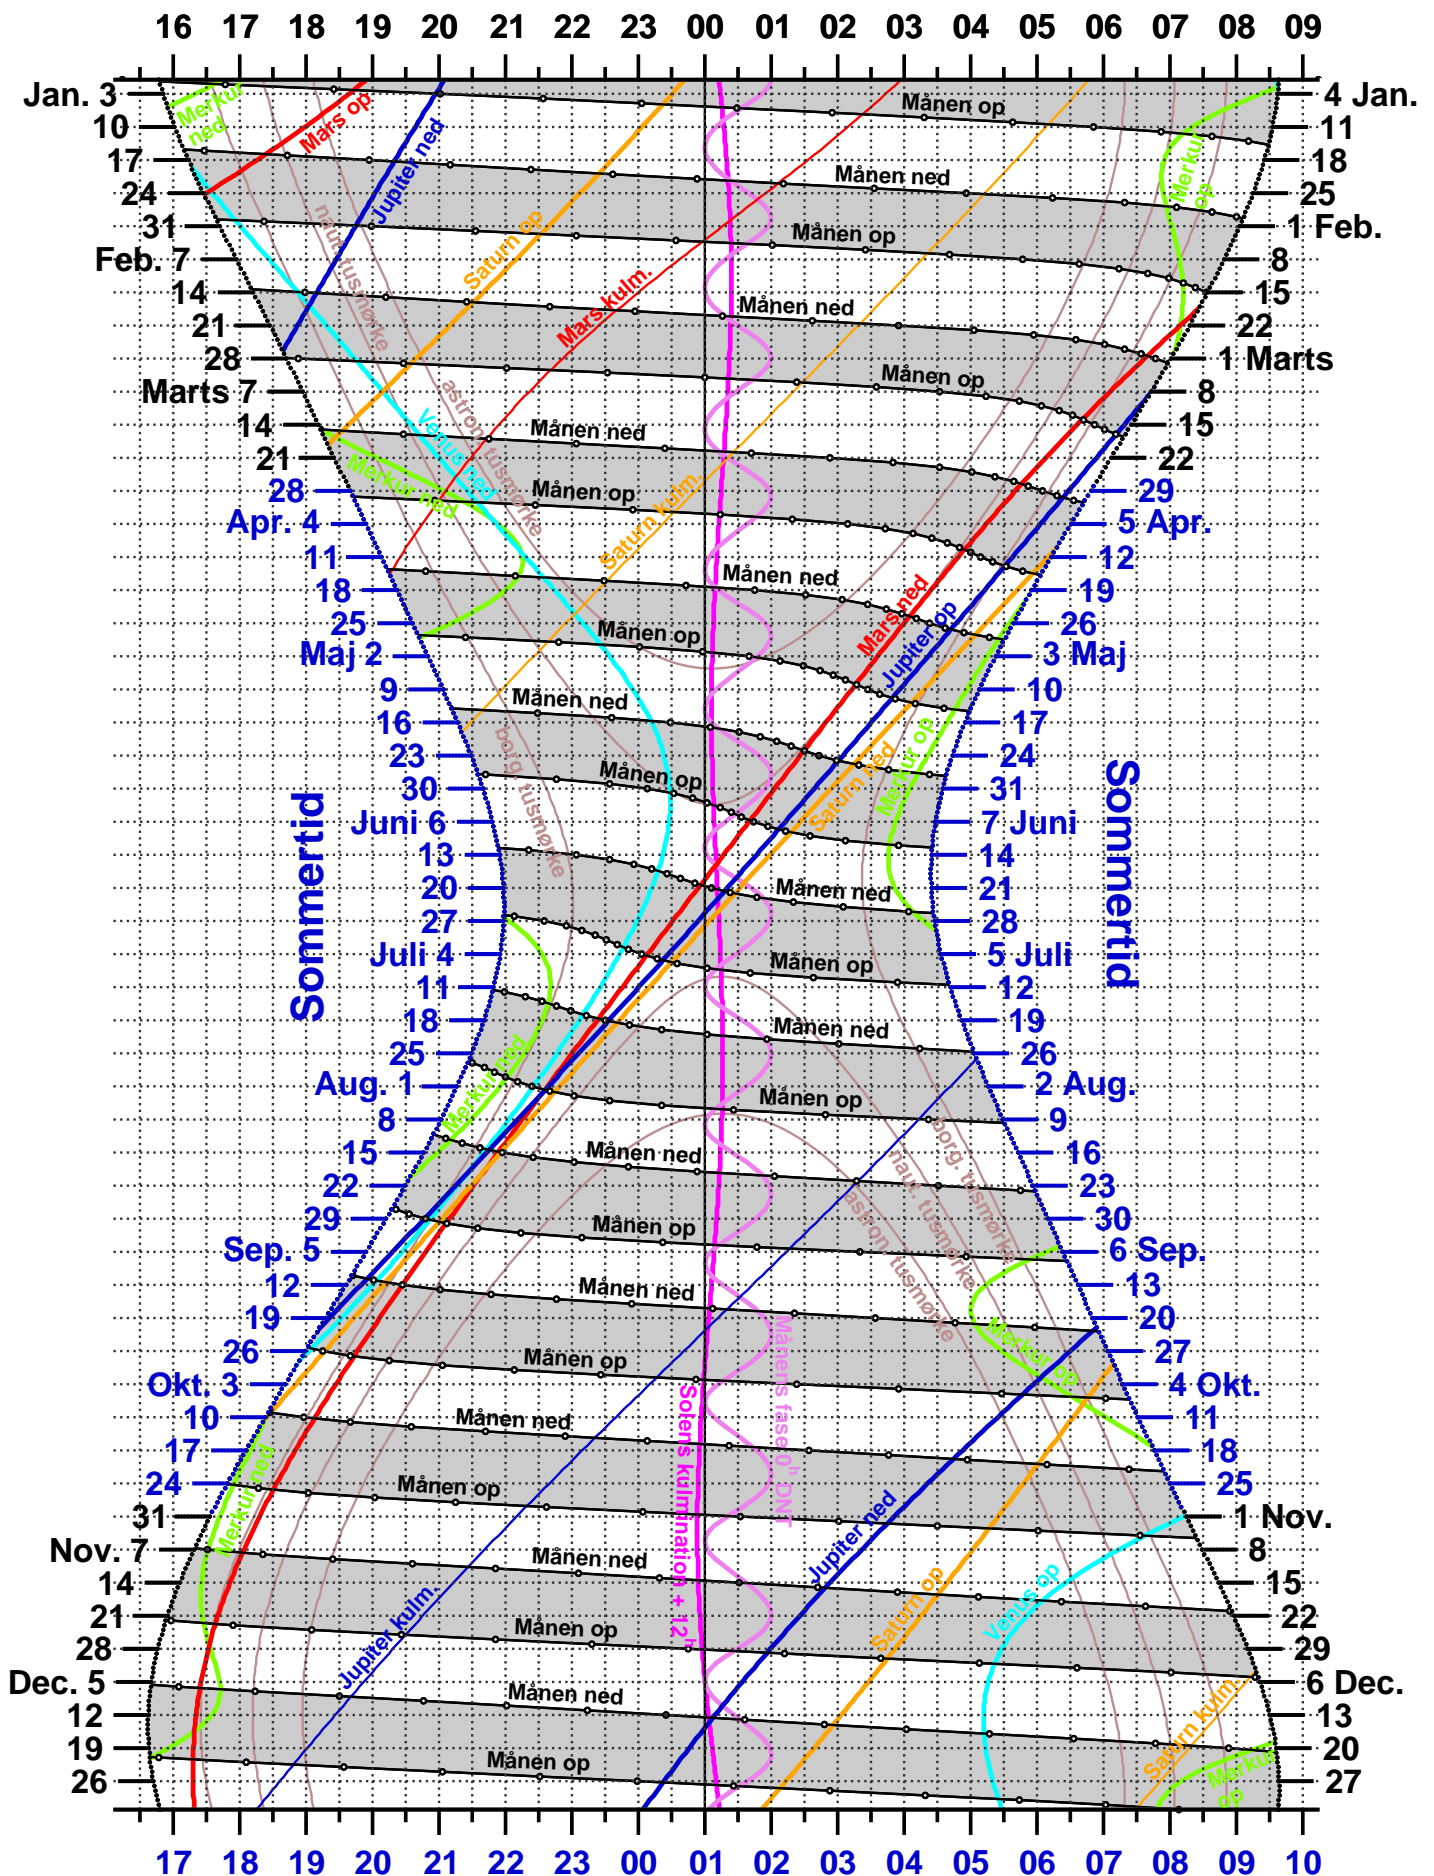 16 17 18 19 20 21 22 23 00 01 02 03 04 05 06 07 08 09
Jan. 3
10
17
24
31
Feb. 7
14
21
28
Marts 7
14
21
28
Apr. 4
11
18
25
Maj 2
9
16
23
30
Juni 6
13
20
27
Juli 4
11
18
25
Aug. 1
8
15
22
29
Sep. 5
12
19
26
Okt. 3
10
17
24
31
Nov. 7
14
21
28
Dec. 5
12
19
26
4 Jan.
11
18
25
1 Feb.
8
15
22
1 Marts
8
15
22
29
5 Apr.
12
19
26
3 Maj
10
17
24
31
7 Juni
14
21
28
5 Juli
12
19
26
2 Aug.
9
16
23
30
6 Sep.
13
20
27
4 Okt.
11
18
25
1 Nov.
8
15
22
29
6 Dec.
13
20
27
Sommertid
Sommertid
Merkur
ned
Mars op
Jupiter ned
Månen op
Merkur
op
Månen ned
naut. tusmørke
Saturn op
Månen op
Mars kulm.
Månen ned
Månen op
astron. tusmørke
Venus ned
Månen ned
Merkur ned
Månen op
Saturn kulm.
Månen ned
Mars ned
Jupiter op
Månen op
Månen ned
borg. tusmørke
Månen op
Saturn ned
Merkur op
Månen ned
Månen op
Månen ned
Merkur ned
Månen op
Månen ned
borg. tusmørke
naut. tusmørke
astron. tusmørke
Månen op
Månen ned
Merkur op
Månen op
Solens kulmination + 12h
Månens fase 0h DNT
Månen ned
Merkur ned
Månen op
Jupiter ned
Månen ned
Saturn op
Venus op
Månen op
Jupiter kulm.
Månen ned
Saturn kulm.
Månen op
Merkur
op
17 18 19 20 21 22 23 00 01 02 03 04 05 06 07 08 09 10